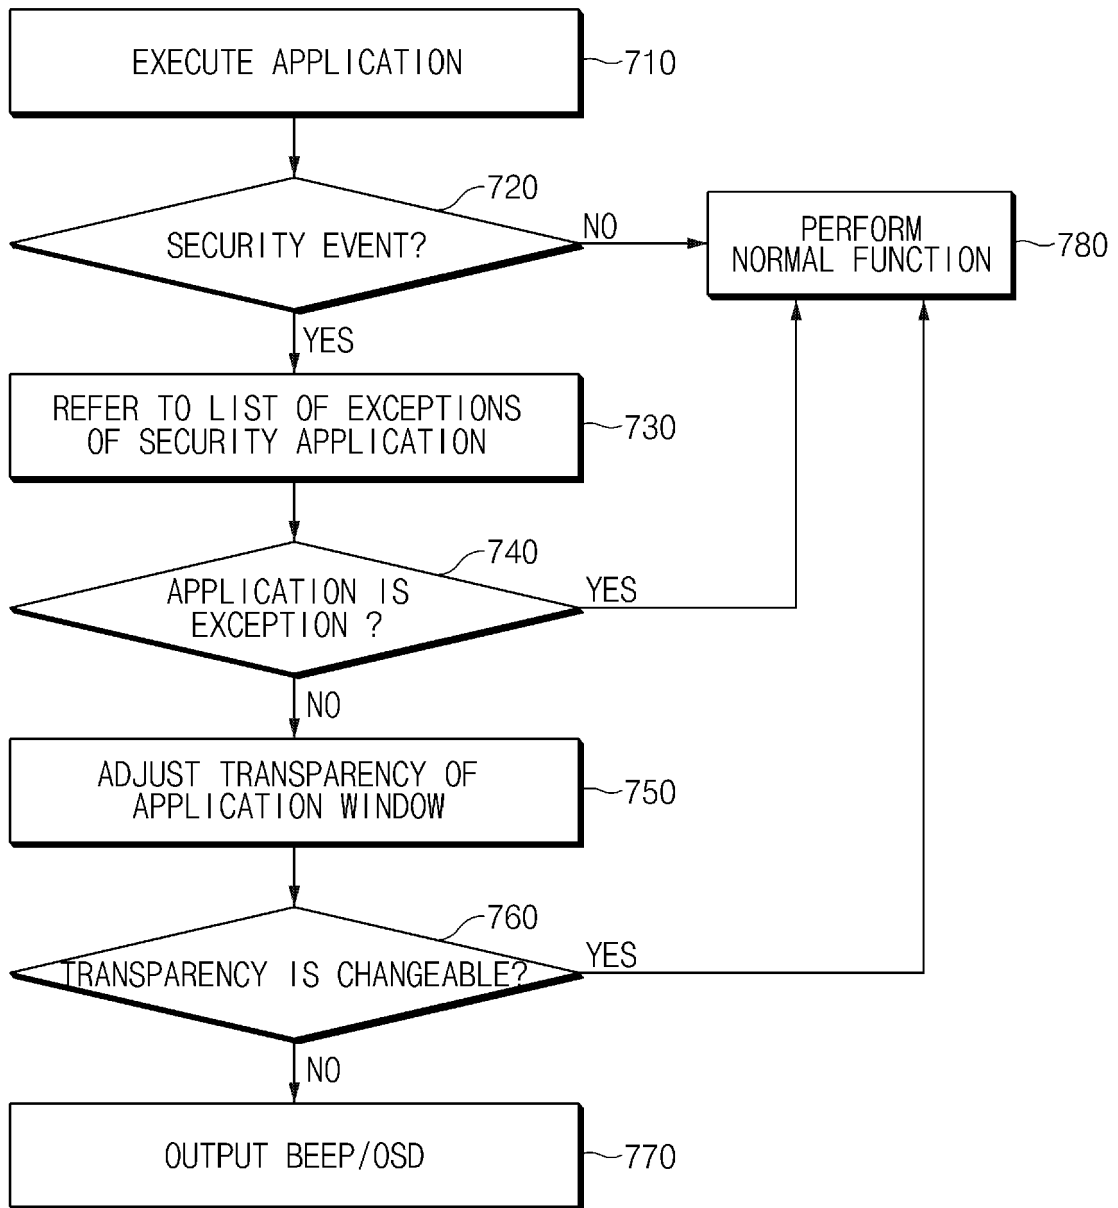 EXECUTE APPLICATION
710
720
SECURITY EVENT?
NO
PERFORM
NORMAL FUNCTION
780
YES
REFER TO LIST OF EXCEPTIONS
OF SECURITY APPLICATION
730
740
APPLICATION IS
EXCEPTION ?
YES
NO
ADJUST TRANSPARENCY OF
APPLICATION WINDOW
750
760
TRANSPARENCY IS CHANGEABLE?
YES
NO
OUTPUT BEEP/OSD
770